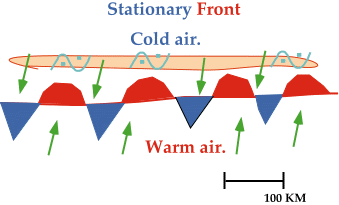 Stationary Front
Cold air.
Warm air.
100 KM